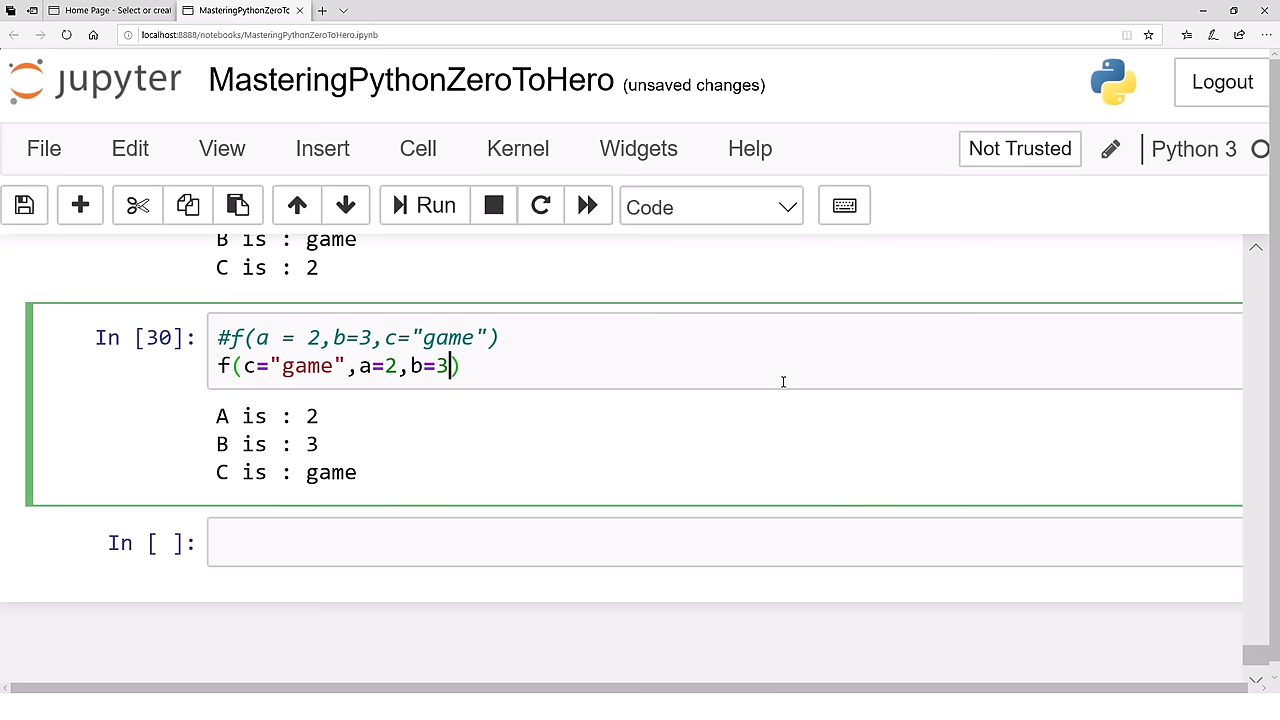 Home Page - Select or creat
MasteringPythonZeroTo
localhost:8888/notebooks/MasteringPythonZeroToHero.ipynb
jupyter MasteringPythonZeroToHero (unsaved changes)
Logout
File Edit View Insert Cell Kernel Widgets Help Not Trusted Python 3
Run Code
B is : game
C is : 2
In [30]: #f(a = 2,b=3,c="game")
f(c="game",a=2,b=3)
A is : 2
B is : 3
C is : game
In [ ]: